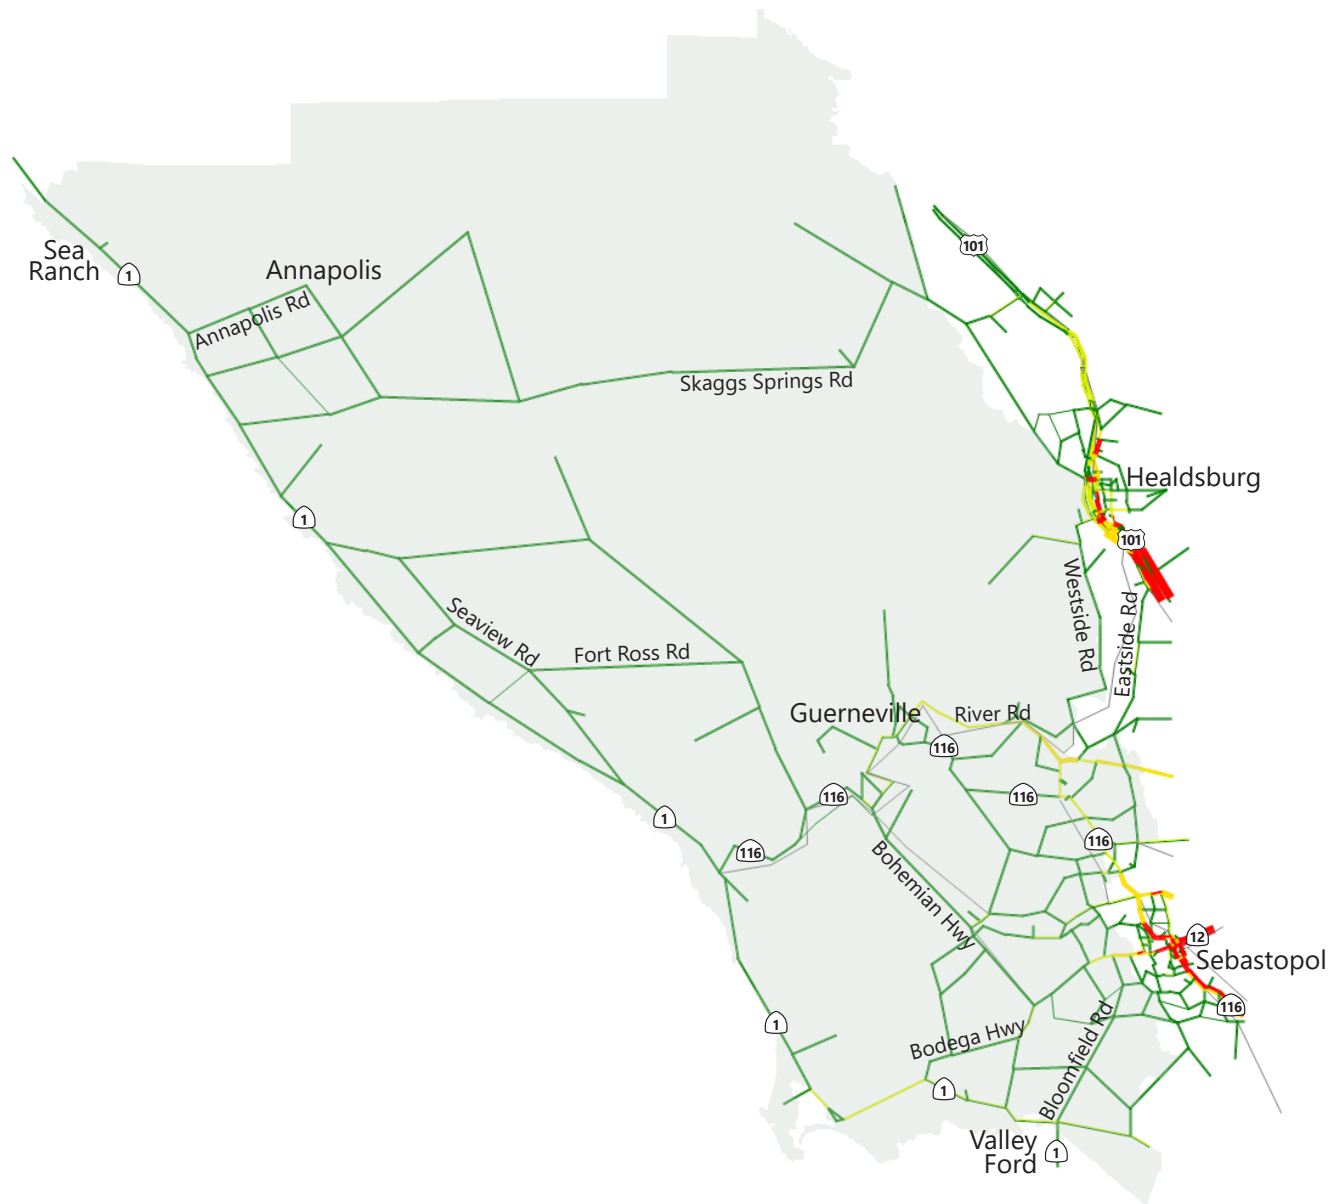 101
Sea
Ranch
1
Annapolis
Annapolis Rd
Skaggs Springs Rd
Healdsburg
1
101
Westside Rd
Eastside Rd
Seaview Rd
Fort Ross Rd
Guerneville
River Rd
116
116
116
1
116
116
Bohemian Hwy
12
Sebastopol
116
1
Bodega Hwy
Bloomfield Rd
1
Valley
Ford
1